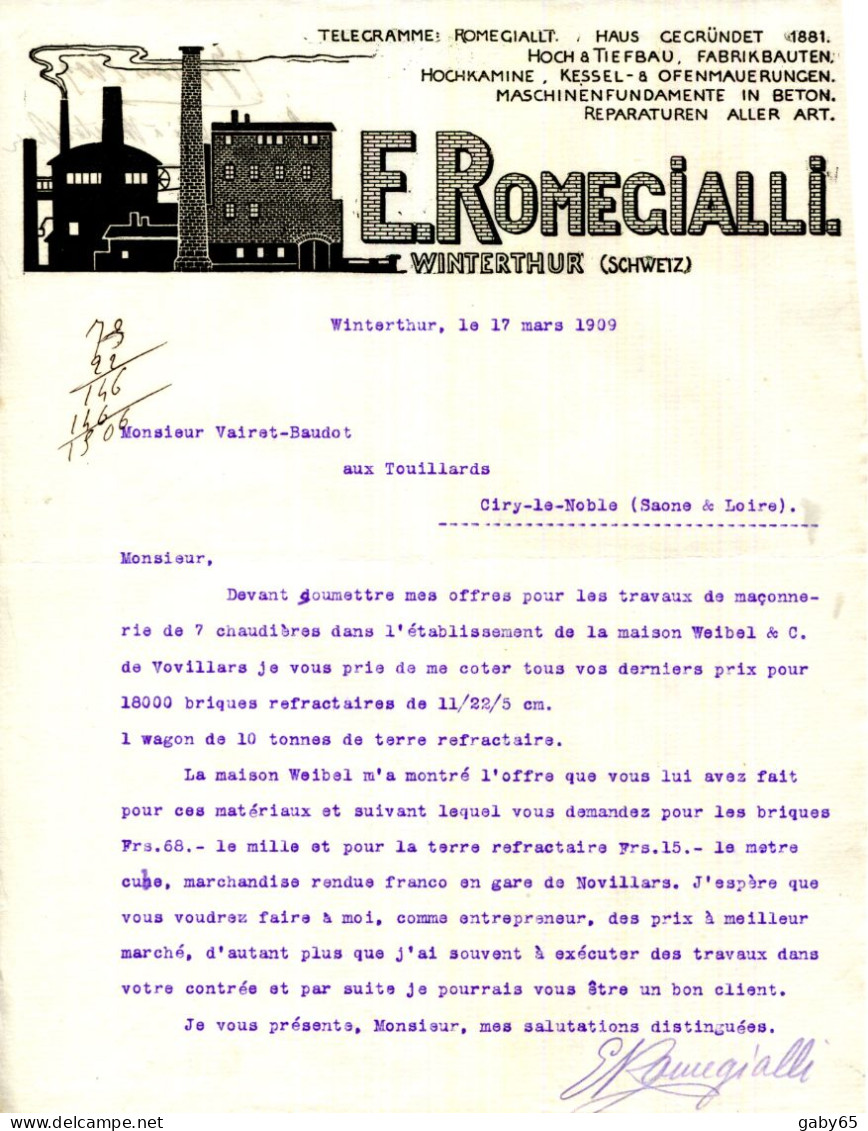 TELEGRAMME: ROMEGIALLI. HAUS GEGRÜNDET 1881.
HOCH & TIEFBAU, FABRIKBAUTEN.
HOCHKAMINE, KESSEL- & OFENMAUERUNGEN.
MASCHINENFUNDAMENTE IN BETON.
REPARATUREN ALLER ART.
E. ROMEGIALLI.
WINTERTHUR (SCHWEIZ)
Winterthur, le 17 mars 1909
73
22
146
146
1606
Monsieur Vairet-Baudot
aux Touillards
Ciry-le-Noble (Saone & Loire).
Monsieur,
Devant soumettre mes offres pour les travaux de maçonne-
rie de 7 chaudières dans l'établissement de la maison Weibel & C.
de Vovillars je vous prie de me coter tous vos derniers prix pour
18000 briques refractaires de 11/22/5 cm.
1 wagon de 10 tonnes de terre refractaire.
La maison Weibel m'a montré l'offre que vous lui avez fait
pour ces matériaux et suivant lequel vous demandez pour les briques
Frs.68.- le mille et pour la terre refractaire Frs.15.- le metre
cube, marchandise rendue franco en gare de Novillars. J'espère que
vous voudrez faire à moi, comme entrepreneur, des prix à meilleur
marché, d'autant plus que j'ai souvent à exécuter des travaux dans
votre contrée et par suite je pourrais vous être un bon client.
Je vous présente, Monsieur, mes salutations distinguées.
E. Romegialli
gaby65